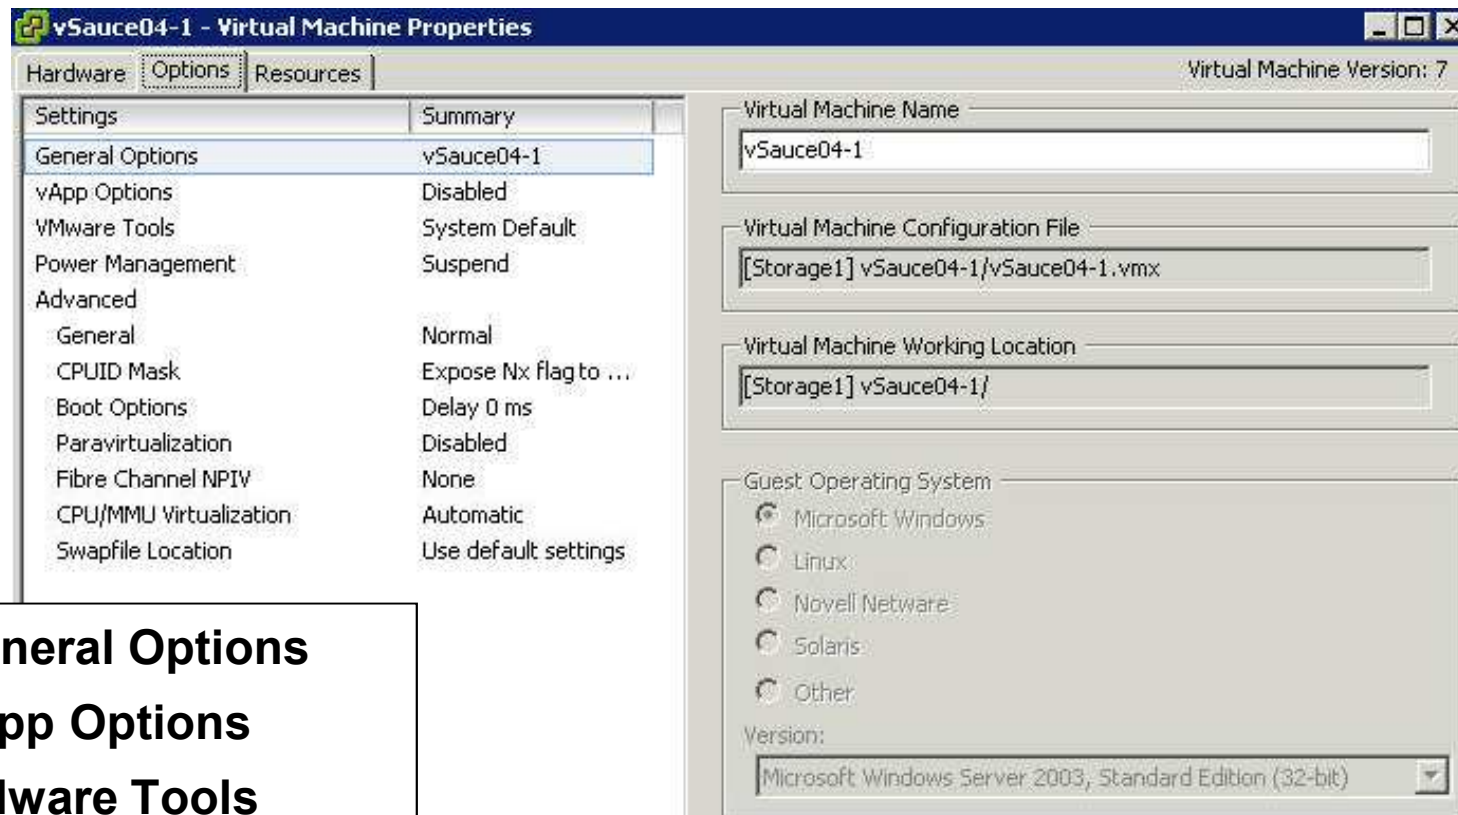 vSauce04-1 - Virtual Machine Properties
Hardware Options Resources
Virtual Machine Version: 7
Settings Summary
General Options vSauce04-1
vApp Options Disabled
VMware Tools System Default
Power Management Suspend
Advanced
General Normal
CPUID Mask Expose Nx flag to ...
Boot Options Delay 0 ms
Paravirtualization Disabled
Fibre Channel NPIV None
CPU/MMU Virtualization Automatic
Swapfile Location Use default settings
Virtual Machine Name
vSauce04-1
Virtual Machine Configuration File
[Storage1] vSauce04-1/vSauce04-1.vmx
Virtual Machine Working Location
[Storage1] vSauce04-1/
Guest Operating System
Microsoft Windows
Linux
Novell Netware
Solaris
Other
Version:
Microsoft Windows Server 2003, Standard Edition (32-bit)
neral Options
pp Options
ware Tools